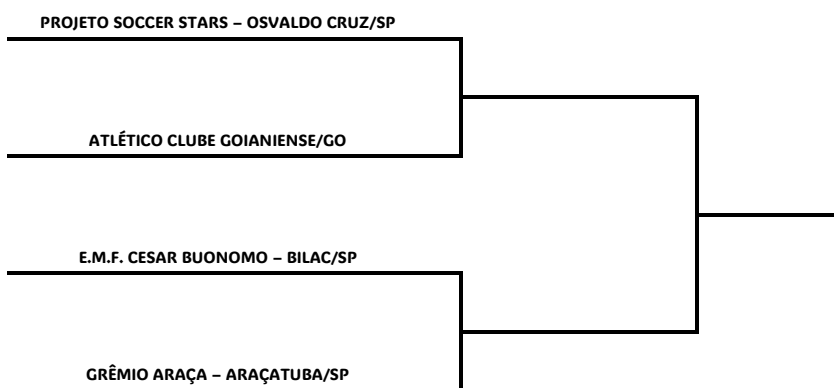 PROJETO SOCCER STARS – OSVALDO CRUZ/SP
ATLÉTICO CLUBE GOIANIENSE/GO
E.M.F. CESAR BUONOMO – BILAC/SP
GRÊMIO ARAÇA – ARAÇATUBA/SP